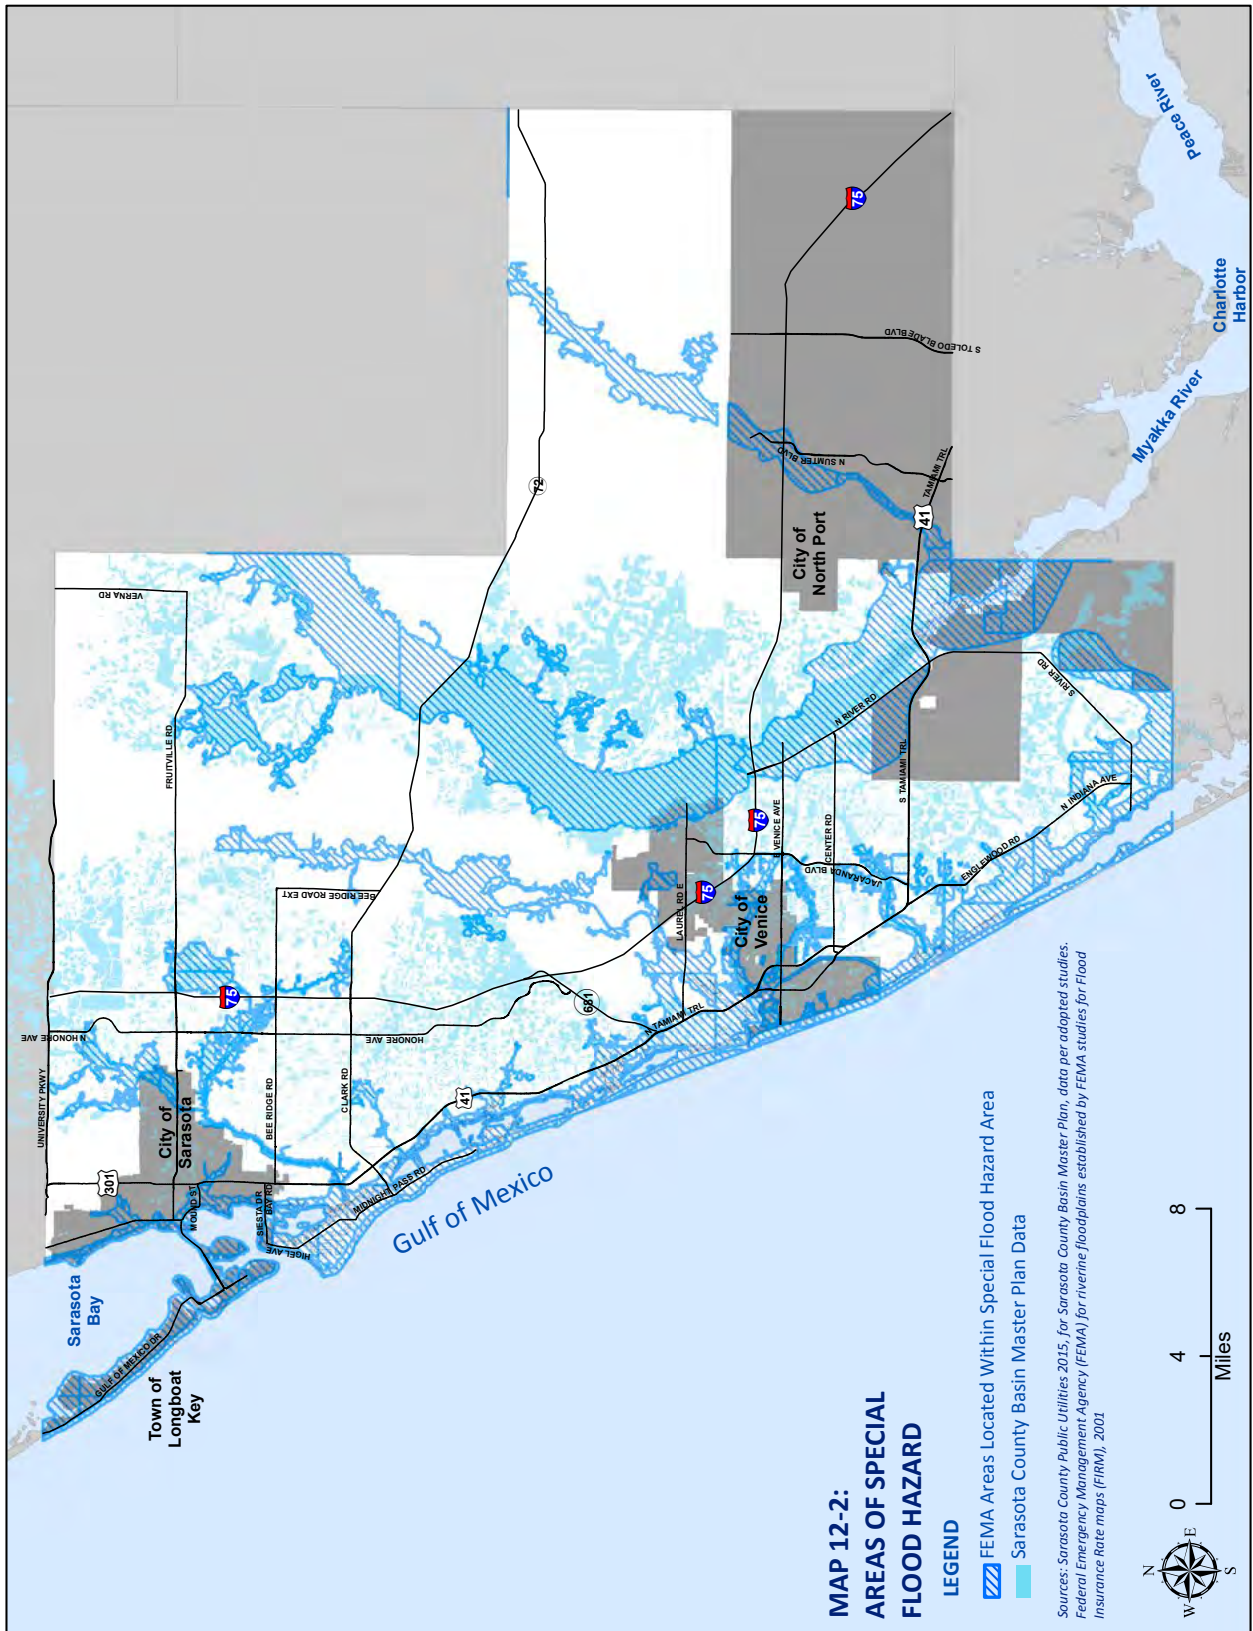 Peace River
Charlotte
Harbor
Myakka River
75
S TOLEDO BLADE BLVD
N SUMTER BLVD
TAMIAMI TRL
41
City of
North Port
72
VERNA RD
FRUITVILLE RD
N RIVER RD
S RIVER RD
S TAMIAMI TRL
N INDIANA AVE
ENGLEWOOD RD
75
E VENICE AVE
CENTER RD
JACARANDA BLVD
LAUREL RD E
75
City of
Venice
BEE RIDGE ROAD EXT
681
N TAMIAMI TRL
75
N HONORE AVE
HONORE AVE
UNIVERSITY PKWY
BEE RIDGE RD
CLARK RD
41
City of
Sarasota
301
MOUND ST
SIESTA DR
BAY RD
HIGEL AVE
MIDNIGHT PASS RD
Gulf of Mexico
Sarasota
Bay
GULF OF MEXICO DR
Town of
Longboat
Key
MAP 12-2:
AREAS OF SPECIAL
FLOOD HAZARD
LEGEND
FEMA Areas Located Within Special Flood Hazard Area
Sarasota County Basin Master Plan Data
Sources: Sarasota County Public Utilities 2015, for Sarasota County Basin Master Plan, data per adopted studies.
Federal Emergency Management Agency (FEMA) for riverine floodplains established by FEMA studies for Flood
Insurance Rate maps (FIRM), 2001
0 4 8
Miles
N
W E
S